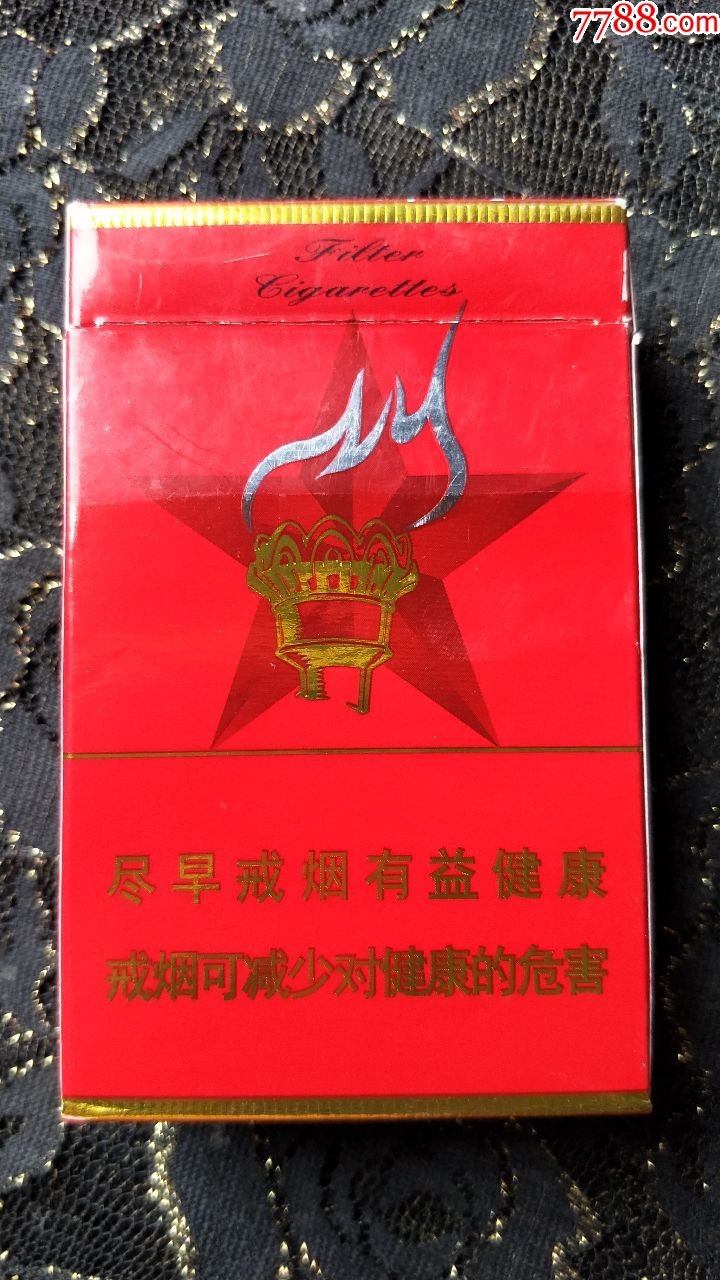 7788.com
Filter
Cigarettes
尽早戒烟有益健康
戒烟可减少对健康的危害